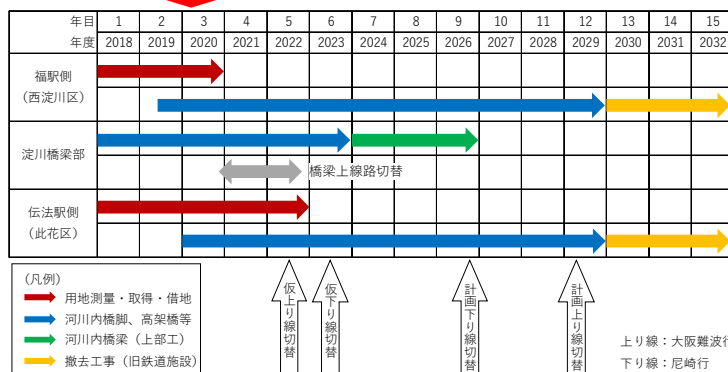 年目 1 2 3 4 5 6 7 8 9 10 11 12 13 14 15
年度 2018 2019 2020 2021 2022 2023 2024 2025 2026 2027 2028 2029 2030 2031 2032
福駅側
(西淀川区)
淀川橋梁部
橋梁上線路切替
伝法駅側
(此花区)
(凡例)
用地測量・取得・借地
河川内橋脚、高架橋等
河川内橋梁(上部工)
撤去工事(旧鉄道施設)
仮上り線切替
仮下り線切替
計画下り線切替
計画上り線切替
上り線:大阪難波行
下り線:尼崎行